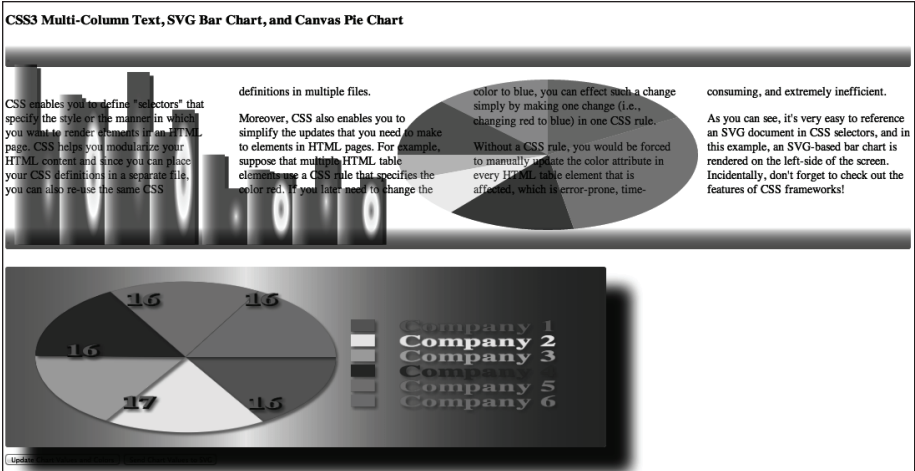 CSS3 Multi-Column Text, SVG Bar Chart, and Canvas Pie Chart
CSS enables you to define "selectors" that
specify the style or the manner in which
you want to render elements in an HTML
page. CSS helps you modularize your
HTML content and since you can place
your CSS definitions in a separate file,
you can also re-use the same CSS
definitions in multiple files.
Moreover, CSS also enables you to
simplify the updates that you need to make
to elements in HTML pages. For example,
suppose that multiple HTML table
elements use a CSS rule that specifies the
color red. If you later need to change the
color to blue, you can effect such a change
simply by making one change (i.e.,
changing red to blue) in one CSS rule.
Without a CSS rule, you would be forced
to manually update the color attribute in
every HTML table element that is
affected, which is error-prone, time-
consuming, and extremely inefficient.
As you can see, it's very easy to reference
an SVG document in CSS selectors, and in
this example, an SVG-based bar chart is
rendered on the left-side of the screen.
Incidentally, don't forget to check out the
features of CSS frameworks!
16
16
16
17
16
Company 1
Company 2
Company 3
Company 4
Company 5
Company 6
Update